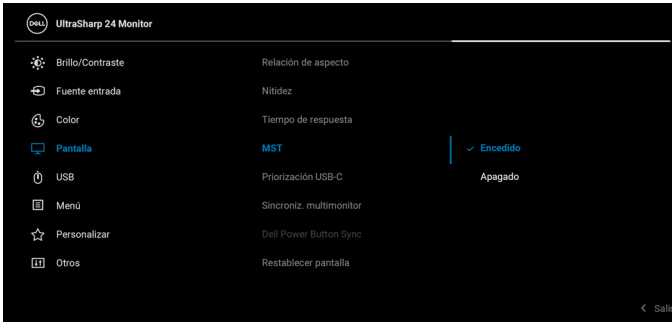 DELL
UltraSharp 24 Monitor
Brillo/Contraste
Relación de aspecto
Fuente entrada
Nitidez
Color
Tiempo de respuesta
Pantalla
MST
Encedido
USB
Priorización USB-C
Apagado
Menú
Sincroniz. multimonitor
Personalizar
Dell Power Button Sync
Otros
Restablecer pantalla